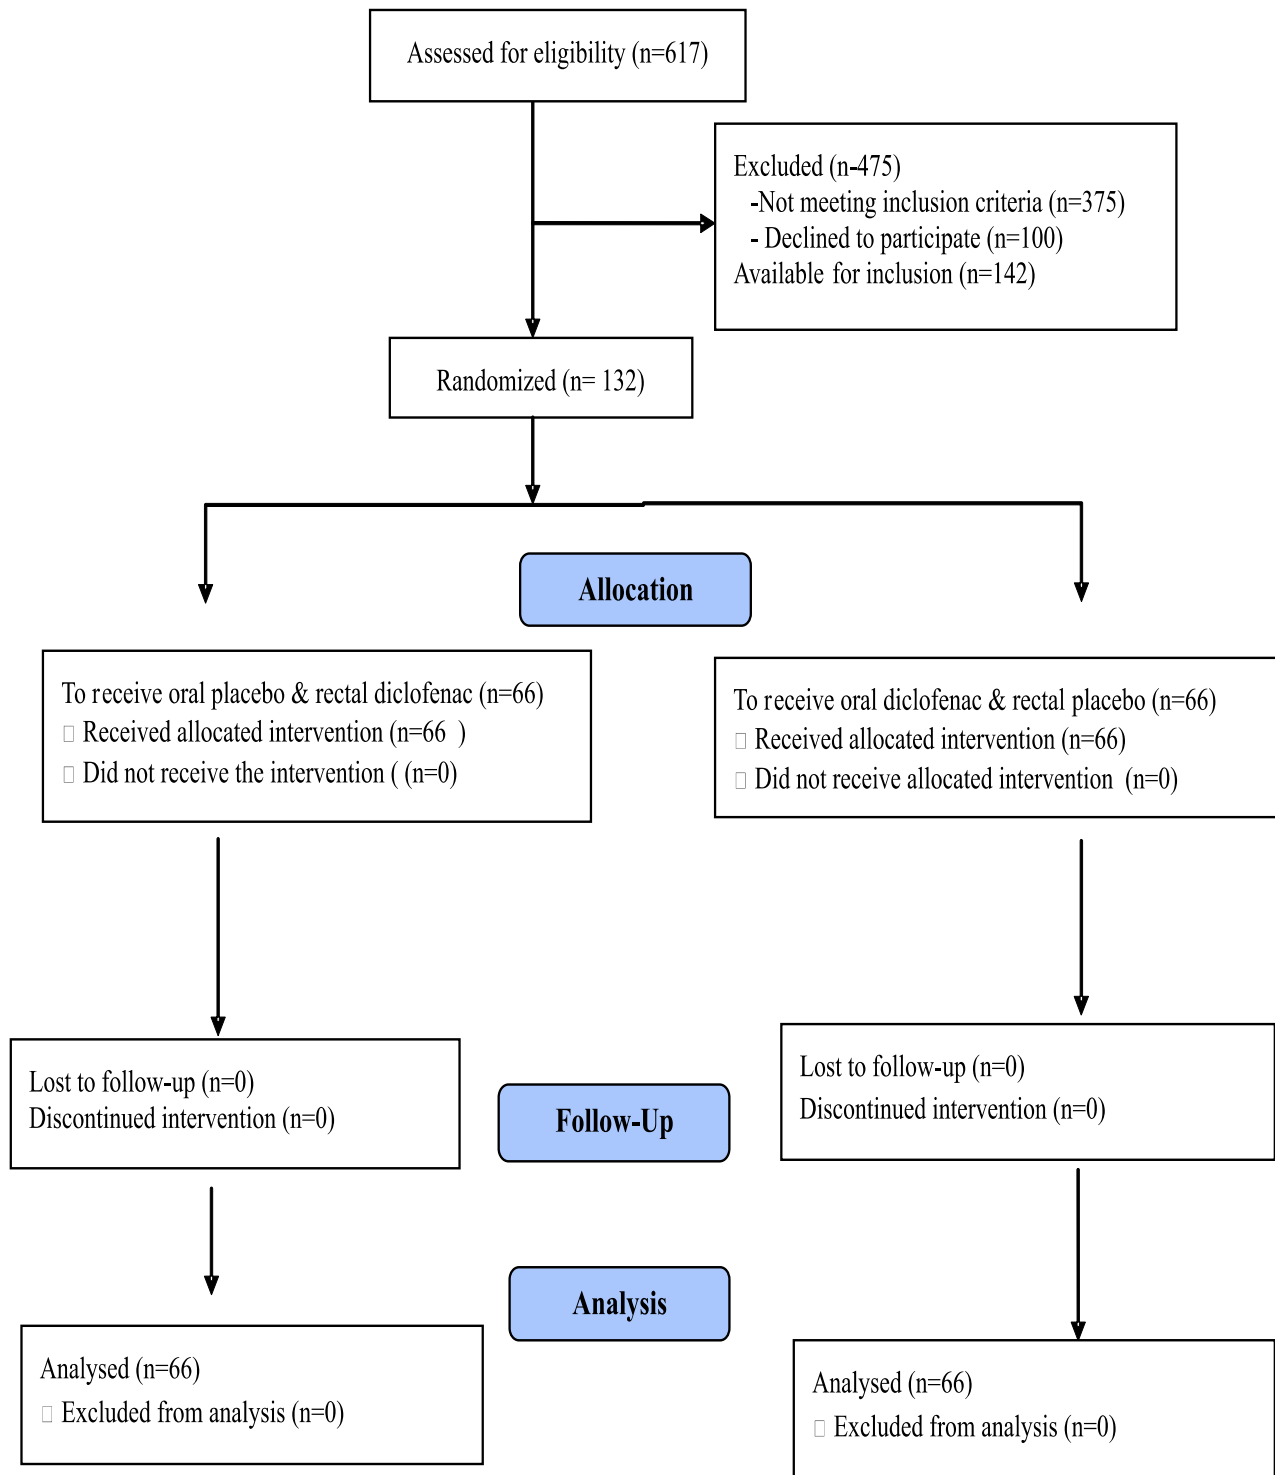 Assessed for eligibility (n=617)
Excluded (n-475)
-Not meeting inclusion criteria (n=375)
- Declined to participate (n=100)
Available for inclusion (n=142)
Randomized (n= 132)
Allocation
To receive oral placebo & rectal diclofenac (n=66)
Received allocated intervention (n=66 )
Did not receive the intervention ( (n=0)
To receive oral diclofenac & rectal placebo (n=66)
Received allocated intervention (n=66)
Did not receive allocated intervention (n=0)
Lost to follow-up (n=0)
Discontinued intervention (n=0)
Follow-Up
Lost to follow-up (n=0)
Discontinued intervention (n=0)
Analysis
Analysed (n=66)
Excluded from analysis (n=0)
Analysed (n=66)
Excluded from analysis (n=0)